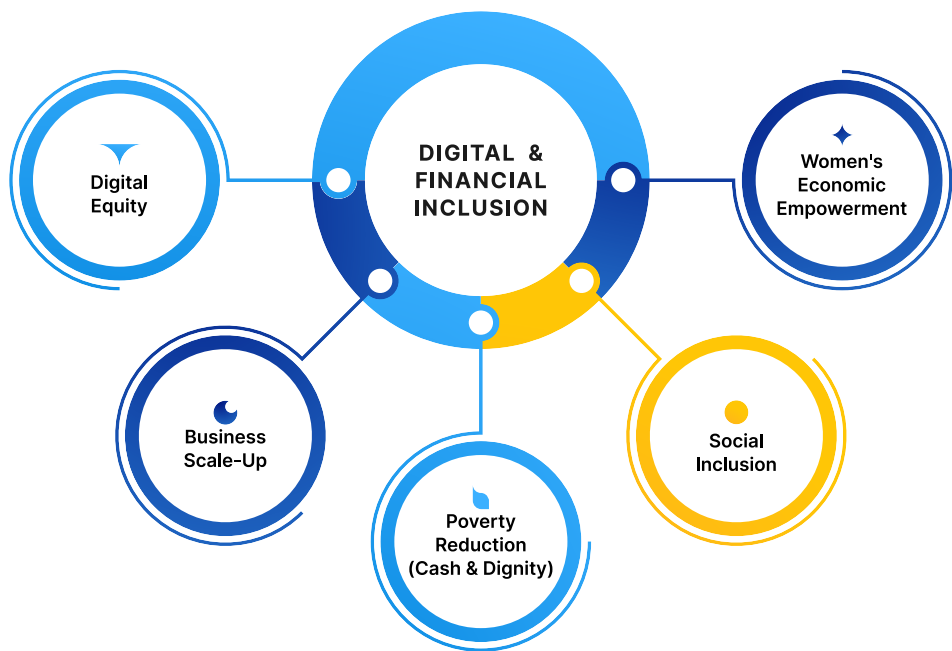 DIGITAL &
FINANCIAL
INCLUSION
Digital
Equity
Women's
Economic
Empowerment
Business
Scale-Up
Social
Inclusion
Poverty
Reduction
(Cash & Dignity)